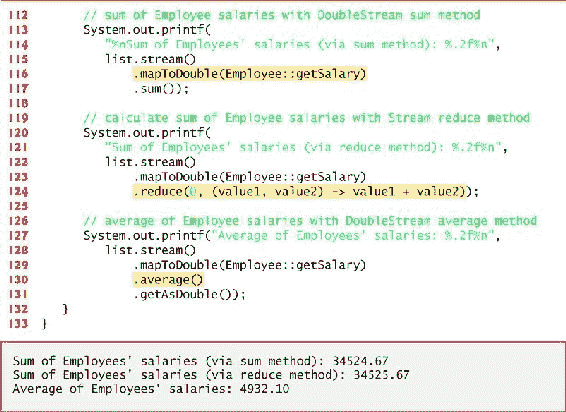 112 // sum of Employee salaries with DoubleStream sum method
113 System.out.printf(
114 "%nSum of Employees' salaries (via sum method): %.2f%n",
115 list.stream()
116 .mapToDouble(Employee::getSalary)
117 .sum());
118
119 // calculate sum of Employee salaries with Stream reduce method
120 System.out.printf(
121 "Sum of Employees' salaries (via reduce method): %.2f%n",
122 list.stream()
123 .mapToDouble(Employee::getSalary)
124 .reduce(0, (value1, value2) -> value1 + value2));
125
126 // average of Employee salaries with DoubleStream average method
127 System.out.printf("Average of Employees' salaries: %.2f%n",
128 list.stream()
129 .mapToDouble(Employee::getSalary)
130 .average()
131 .getAsDouble());
132 }
133 }
Sum of Employees' salaries (via sum method): 34524.67
Sum of Employees' salaries (via reduce method): 34525.67
Average of Employees' salaries: 4932.10